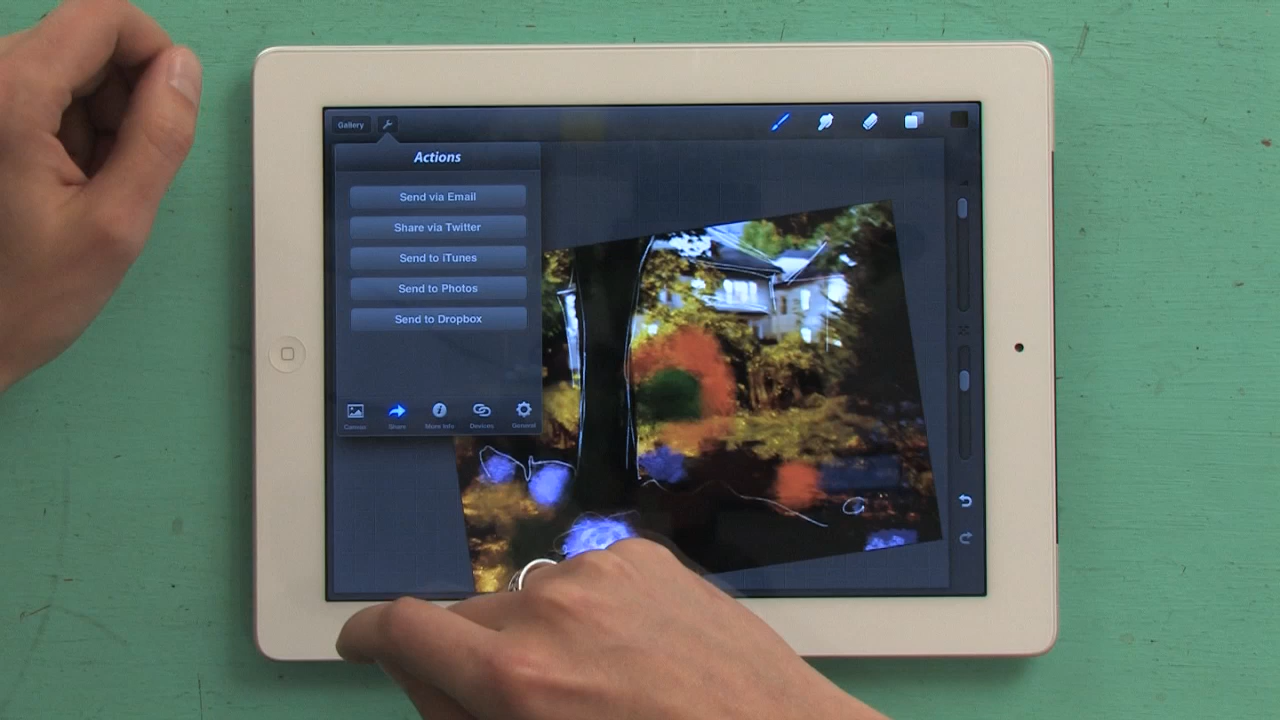 Gallery
Actions
Send via Email
Share via Twitter
Send to iTunes
Send to Photos
Send to Dropbox
Canvas Share More Info Devices General